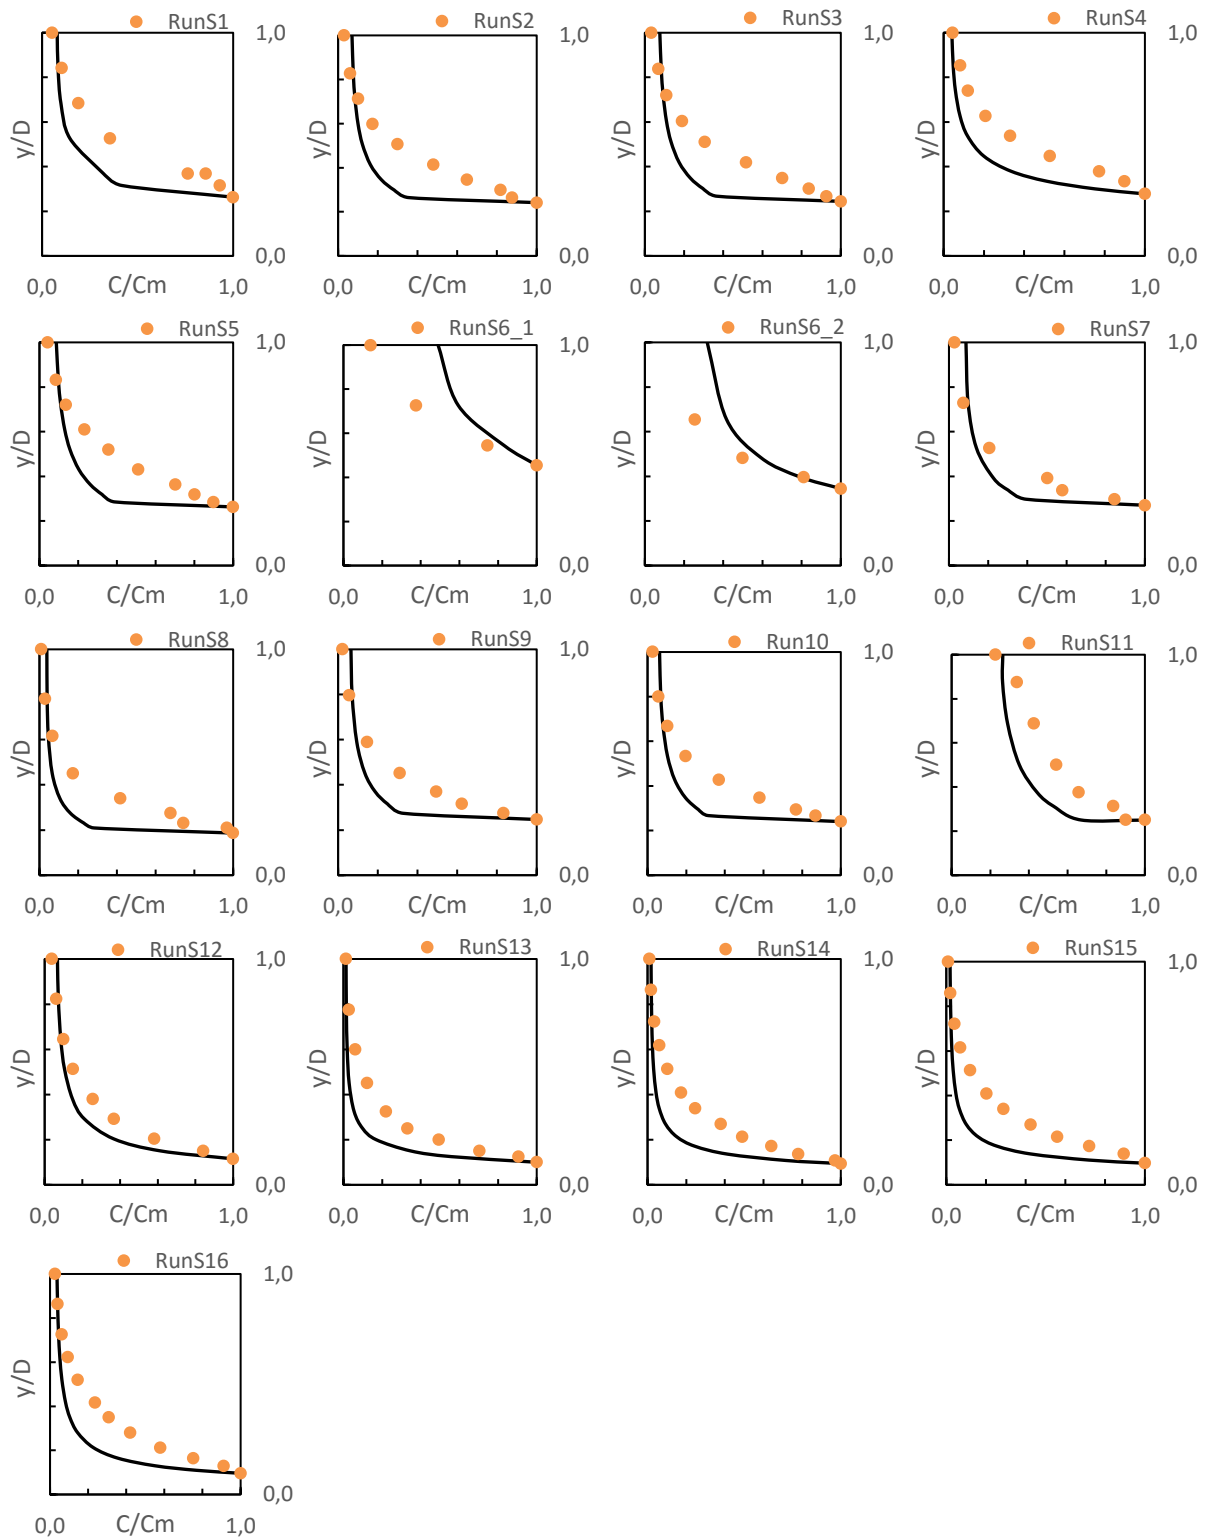 RunS1
1,0
y/D
0,0
0,0
C/Cm
1,0
RunS2
1,0
y/D
0,0
0,0
C/Cm
1,0
RunS3
1,0
y/D
0,0
0,0
C/Cm
1,0
RunS4
1,0
y/D
0,0
0,0
C/Cm
1,0
RunS5
1,0
y/D
0,0
0,0
C/Cm
1,0
RunS6_1
1,0
y/D
0,0
0,0
C/Cm
1,0
RunS6_2
1,0
y/D
0,0
0,0
C/Cm
1,0
RunS7
1,0
y/D
0,0
0,0
C/Cm
1,0
RunS8
1,0
y/D
0,0
0,0
C/Cm
1,0
RunS9
1,0
y/D
0,0
0,0
C/Cm
1,0
Run10
1,0
y/D
0,0
0,0
C/Cm
1,0
RunS11
1,0
y/D
0,0
0,0
C/Cm
1,0
RunS12
1,0
y/D
0,0
0,0
C/Cm
1,0
RunS13
1,0
y/D
0,0
0,0
C/Cm
1,0
RunS14
1,0
y/D
0,0
0,0
C/Cm
1,0
RunS15
1,0
y/D
0,0
0,0
C/Cm
1,0
RunS16
1,0
y/D
0,0
0,0
C/Cm
1,0